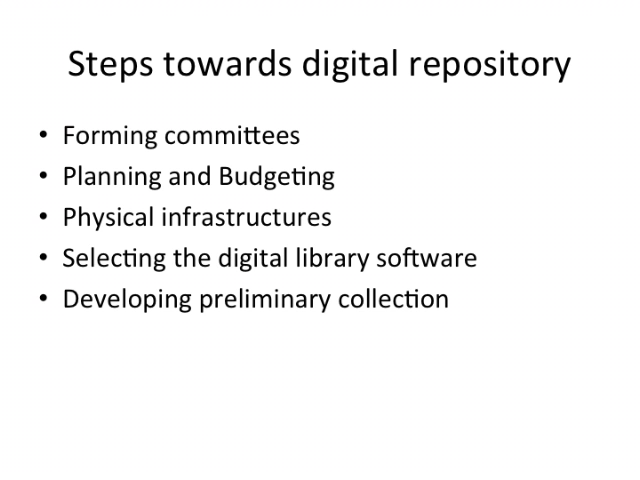 Steps towards digital repository
• Forming committees
• Planning and Budgeting
• Physical infrastructures
• Selecting the digital library software
• Developing preliminary collection